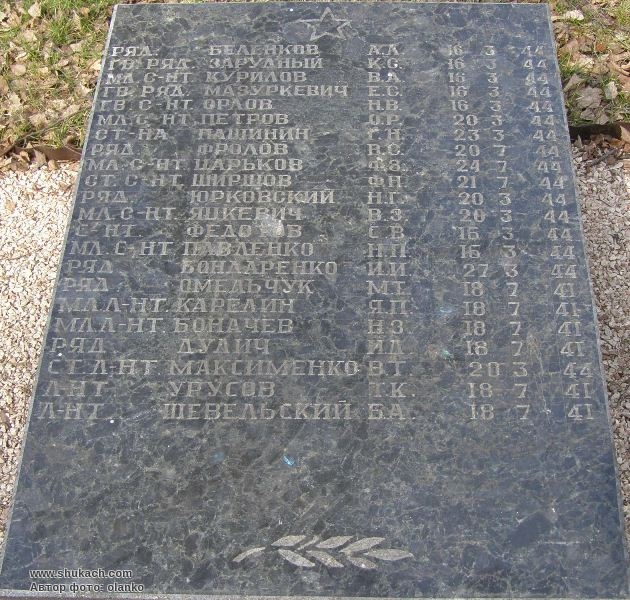 РЯД. БЕЛЕНКОВ А.Л. 16 3 44
ГВ. РЯД. ЗАРУДНЫЙ К.С. 16 3 44
МЛ. С-НТ КУРИЛОВ В.А. 16 3 44
ГВ. РЯД. МАЗУРКЕВИЧ Е.С. 16 3 44
ГВ. С-НТ. ОРЛОВ Н.В. 16 3 44
МЛ. С-НТ. ПЕТРОВ О.Р. 20 3 44
СТ-НА ПАШИНИН Г.Н. 23 3 44
РЯД. ФРОЛОВ В.С. 20 7 44
МЛ. С-НТ. ЦАРЬКОВ Ф.З. 24 7 44
СТ. С-НТ. ШИРШОВ Ф.П. 21 7 44
РЯД. ЮРКОВСКИЙ Н.Г. 20 3 44
МЛ. С-НТ. ЯШКЕВИЧ В.З. 20 3 44
С-НТ. С.В. 3 44
МЛ. С-НТ ПАВЛЕНКО Н.П. 16 3 44
РЯД. БОНДАРЕНКО И.И. 27 3 44
РЯД. ОМЕЛЬЧУК М.Т. 18 7 41
МЛ.Л-НТ. КАРЕЛИН Я.П. 18 7 41
МЛ.Л-НТ. БОНАЧЕВ Н.З. 18 7 41
РЯД. ДУЛИЧ И.Д. 18 7 41
СТ.Л-НТ. МАКСИМЕНКО В.Т. 20 3 44
Л-НТ. УРУСОВ Т.К. 18 7 41
Л-НТ. ШЕВЕЛЬСКИЙ Б.А. 18 7 41
www.shukach.com
Автор фото: olanko